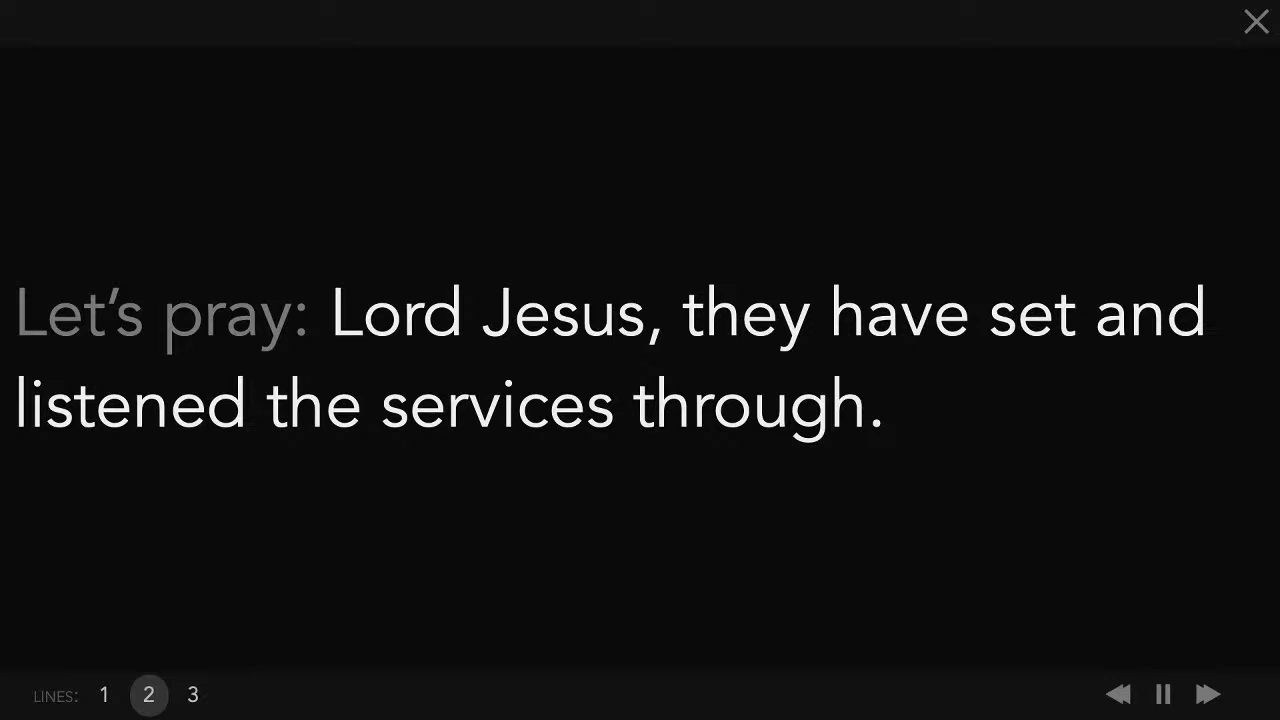 Let’s pray: Lord Jesus, they have set and
listened the services through.
LINES: 1 2 3